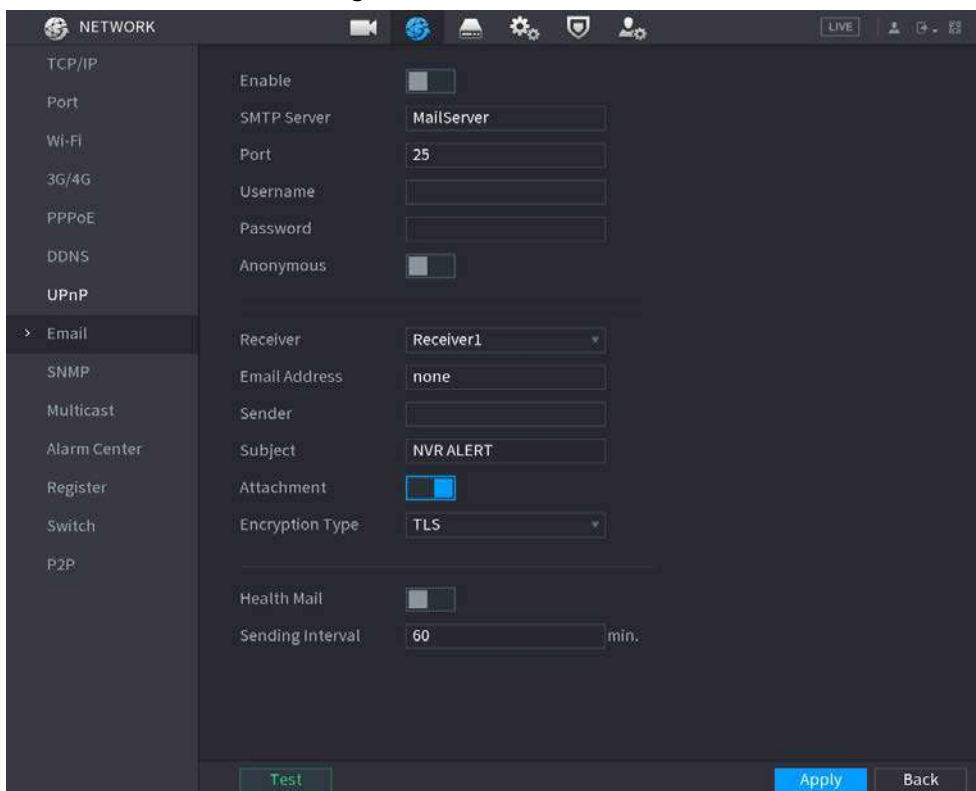 NETWORK
LIVE
TCP/IP
Port
Wi-Fi
3G/4G
PPPoE
DDNS
UPnP
> Email
SNMP
Multicast
Alarm Center
Register
Switch
P2P
Enable
SMTP Server MailServer
Port 25
Username
Password
Anonymous
Receiver Receiver1
Email Address none
Sender
Subject NVR ALERT
Attachment
Encryption Type TLS
Health Mail
Sending Interval 60 min.
Test Apply Back